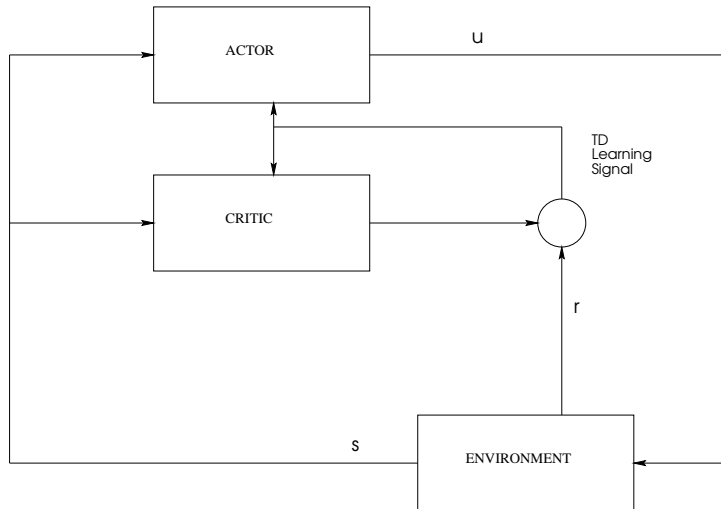 u
ACTOR
TD
Learning
Signal
CRITIC
r
s
ENVIRONMENT